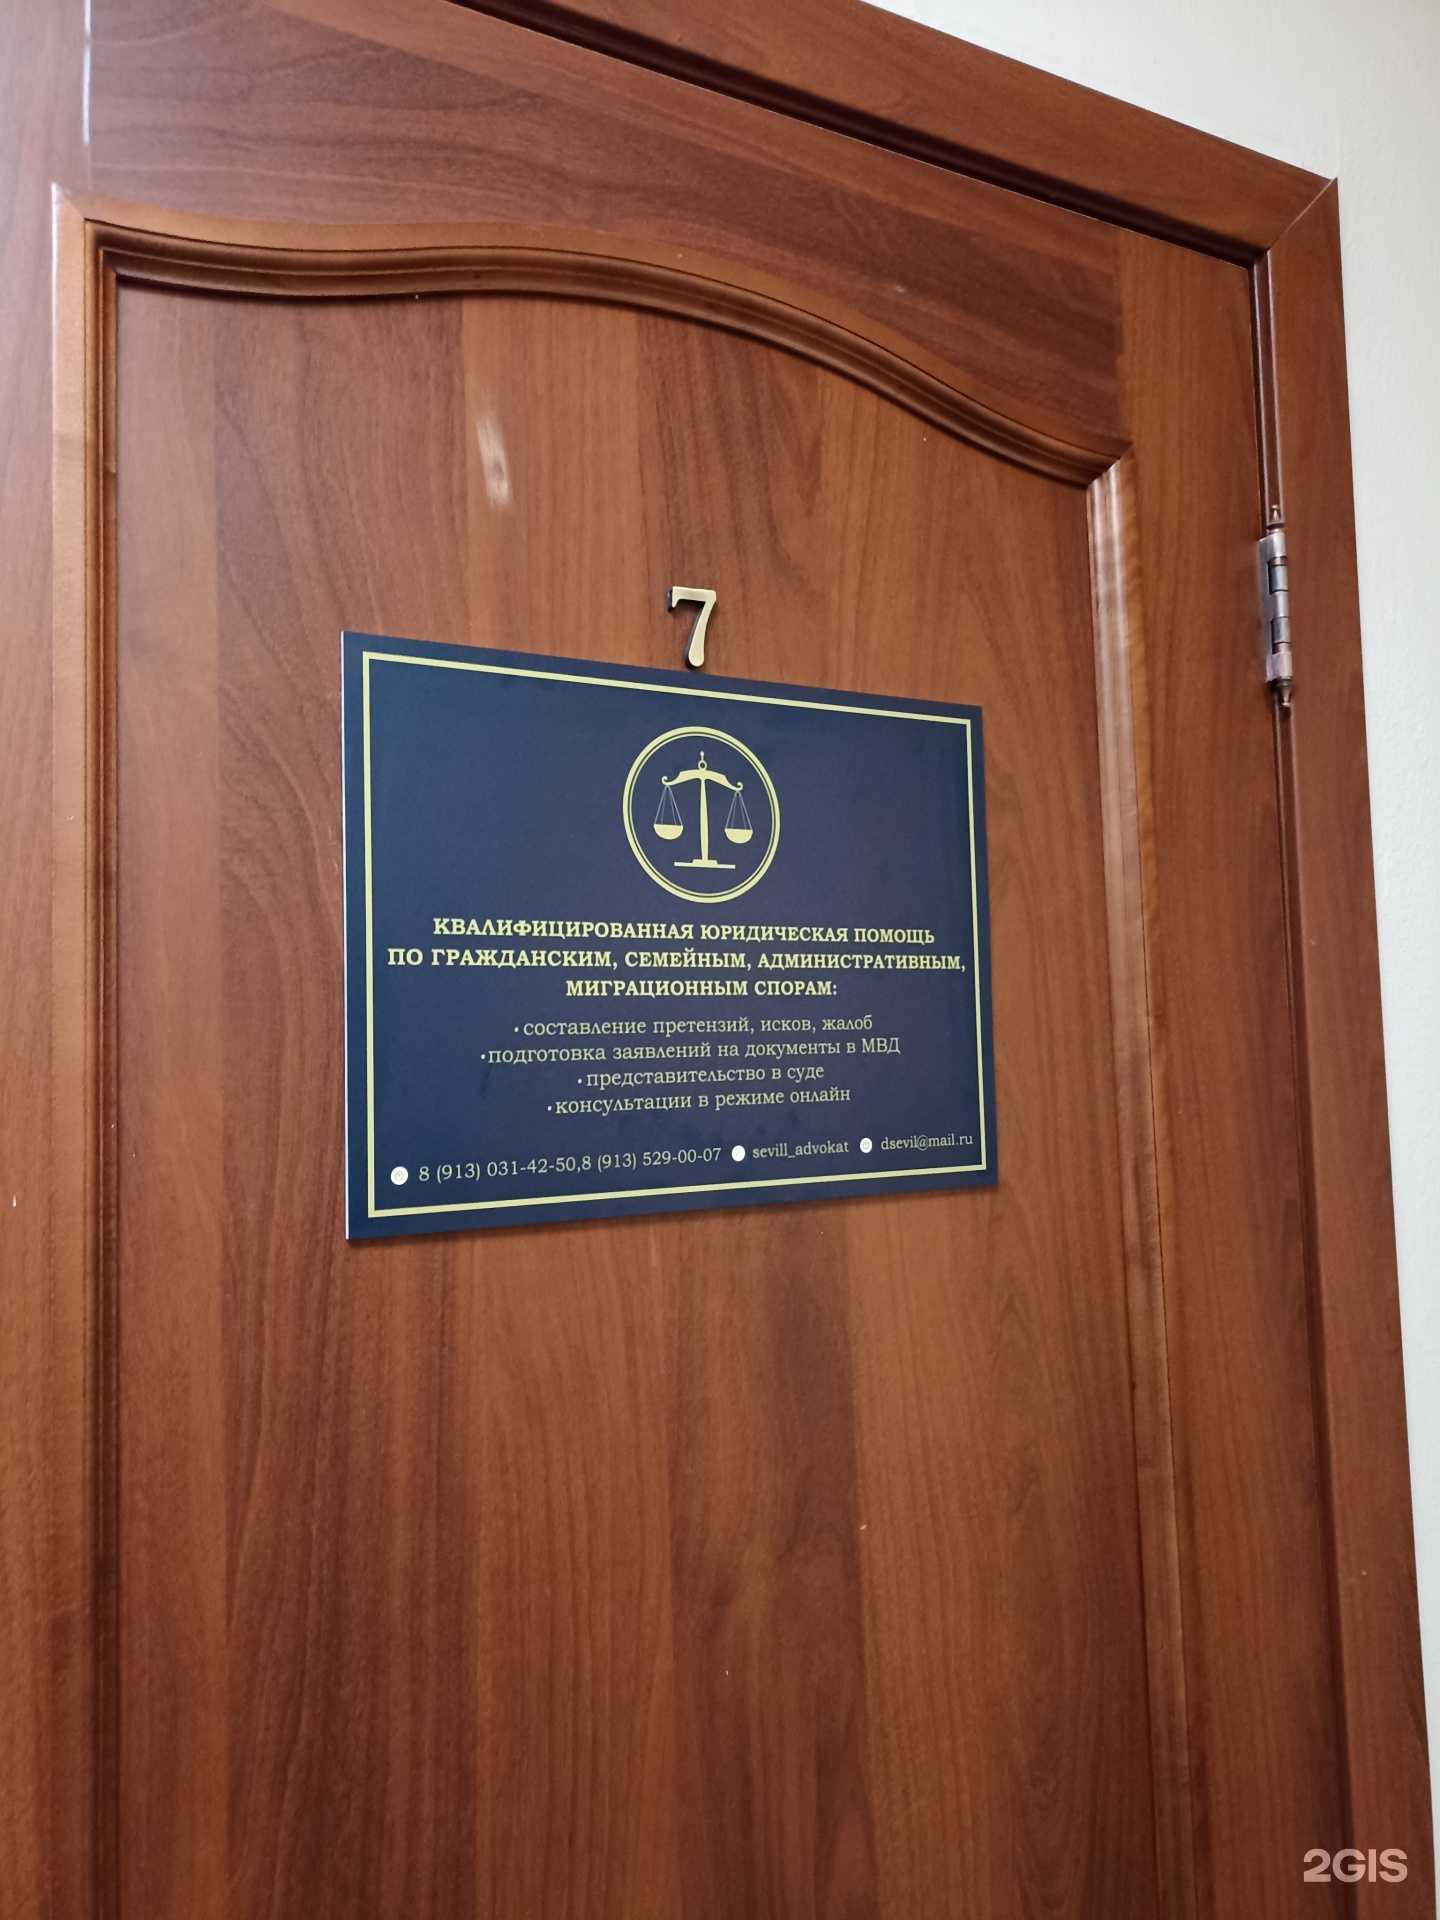 7
КВАЛИФИЦИРОВАННАЯ ЮРИДИЧЕСКАЯ ПОМОЩЬ
ПО ГРАЖДАНСКИМ, СЕМЕЙНЫМ, АДМИНИСТРАТИВНЫМ,
МИГРАЦИОННЫМ СПОРАМ:
•составление претензий, исков, жалоб
•подготовка заявлений на документы в МВД
•представительство в суде
•консультации в режиме онлайн
8 (913) 031-42-50,8 (913) 529-00-07 sevill_advokat dsevil@mail.ru
2GIS